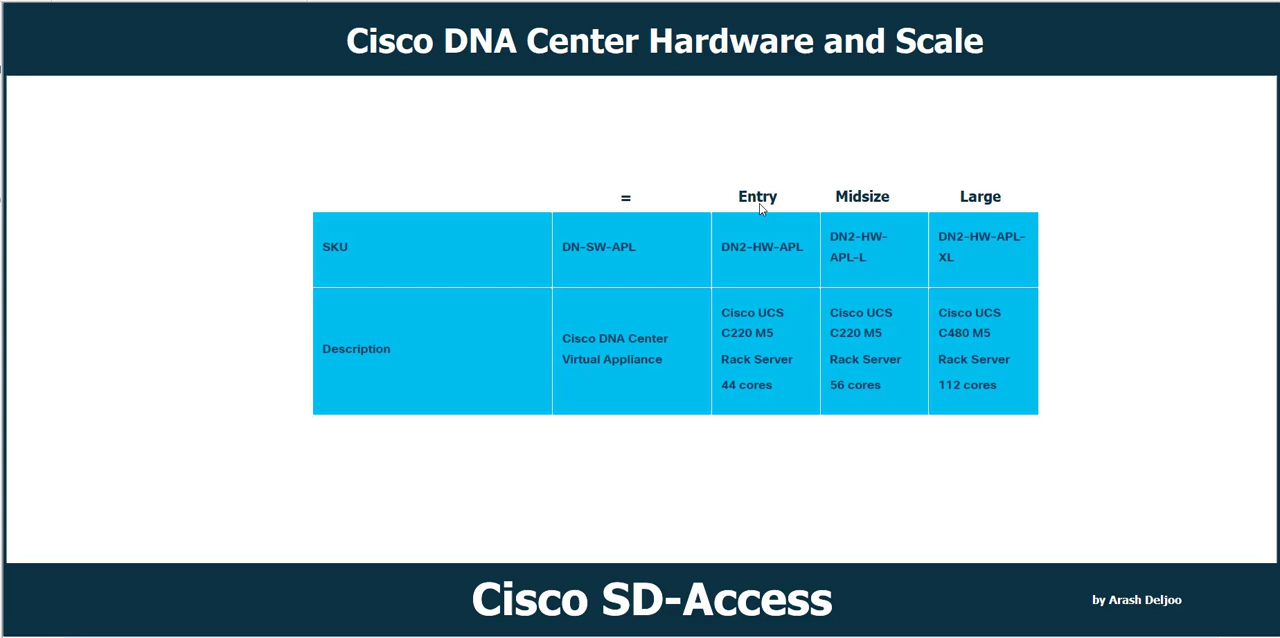 Cisco DNA Center Hardware and Scale
= Entry Midsize Large
SKU
DN-SW-APL
DN2-HW-APL
DN2-HW-
APL-L
DN2-HW-APL-
XL
Description
Cisco DNA Center
Virtual Appliance
Cisco UCS
C220 M5
Rack Server
44 cores
Cisco UCS
C220 M5
Rack Server
56 cores
Cisco UCS
C480 M5
Rack Server
112 cores
Cisco SD-Access
by Arash Deljoo